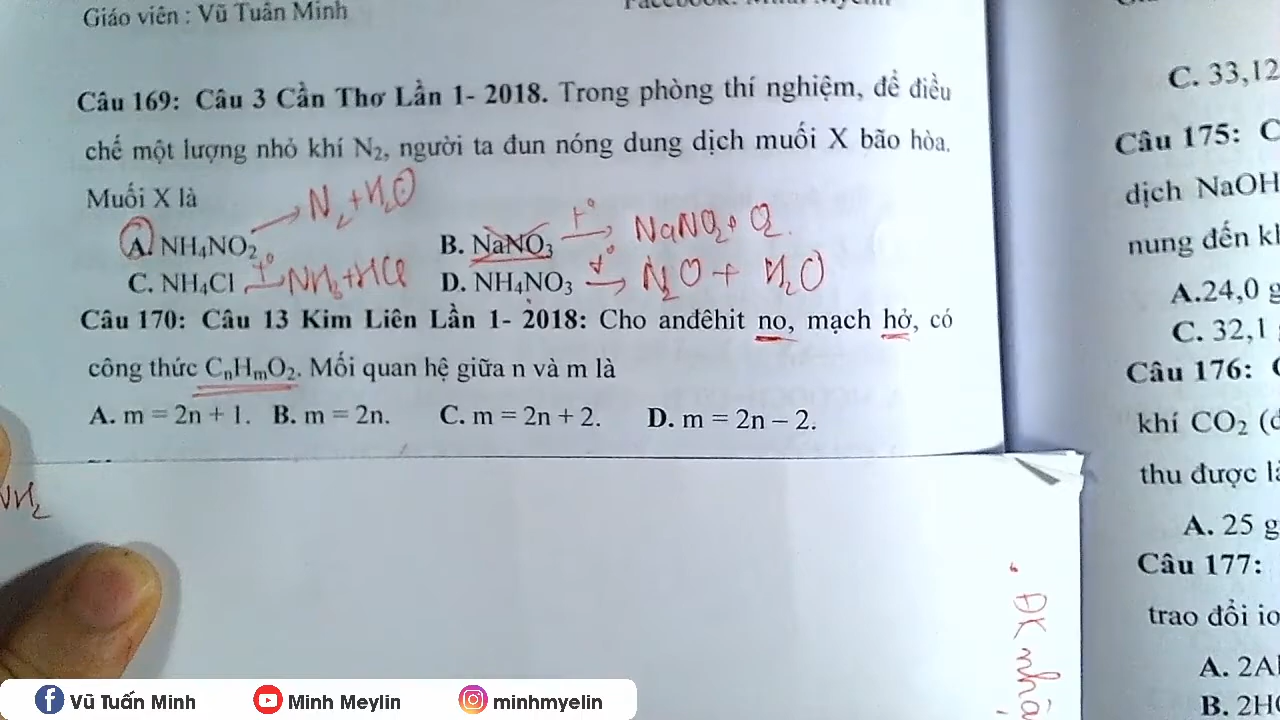 Giáo viên : Vũ Tuấn Minh
Câu 169: Câu 3 Cần Thơ Lần 1- 2018. Trong phòng thí nghiệm, để điều
chế một lượng nhỏ khí N₂, người ta đun nóng dung dịch muối X bão hòa.
Muối X là → N₂ + H₂O
A. NH₄NO₂ B. NaNO₃ t° → NaNO₂ + O₂.
C. NH₄Cl t° → NH₃ + HCl D. NH₄NO₃ t° → N₂O + H₂O
Câu 170: Câu 13 Kim Liên Lần 1- 2018: Cho anđêhit no, mạch hở, có
công thức CₙHₘO₂. Mối quan hệ giữa n và m là
A. m = 2n + 1. B. m = 2n. C. m = 2n + 2. D. m = 2n – 2.
NH₂
C. 33,12
Câu 175: C
dịch NaOH
nung đến
A.24,0 g
C. 32,1
Câu 176:
khí CO₂ (đ
thu được là
A. 25 g
Câu 177:
trao đổi io
A. 2Al
B. 2H
ĐK
Vũ Tuấn Minh
Minh Meylin
minhmyelin